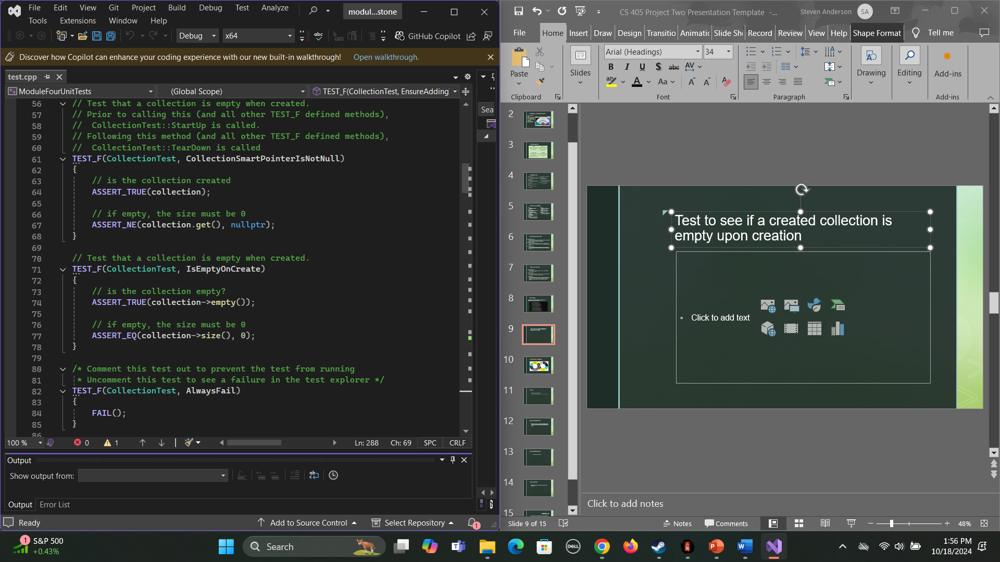 File Edit View Git Project Build Debug Test Analyze
modul...stone
Tools Extensions Window Help
Debug x64 GitHub Copilot
Discover how Copilot can enhance your coding experience with our new built-in walkthrough! Open walkthrough.
test.cpp
ModuleFourUnitTests (Global Scope) TEST_F(CollectionTest, EnsureAdding
Sea
56 // Test that a collection is empty when created.
57 // Prior to calling this (and all other TEST_F defined methods),
58 //  CollectionTest::StartUp is called.
59 // Following this method (and all other TEST_F defined methods),
60 //  CollectionTest::TearDown is called
61 TEST_F(CollectionTest, CollectionSmartPointerIsNotNull)
62 {
63 // is the collection created
64 ASSERT_TRUE(collection);
65
66 // if empty, the size must be 0
67 ASSERT_NE(collection.get(), nullptr);
68 }
69
70 // Test that a collection is empty when created.
71 TEST_F(CollectionTest, IsEmptyOnCreate)
72 {
73 // is the collection empty?
74 ASSERT_TRUE(collection->empty());
75
76 // if empty, the size must be 0
77 ASSERT_EQ(collection->size(), 0);
78 }
79
80 /* Comment this test out to prevent the test from running
81 * Uncomment this test to see a failure in the test explorer */
82 TEST_F(CollectionTest, AlwaysFail)
83 {
84 FAIL();
85 }
86
100 % 0 1 Ln: 288 Ch: 69 SPC CRLF
Output
Show output from:
Output Error List
Ready Add to Source Control Select Repository 1
CS 405 Project Two Presentation Template -... Steven Anderson SA
File Home Insert Draw Design Transitio Animatic Slide Sh Record Review View Help Shape Format Tell me
Arial (Headings) 34
Paste Slides Drawing Editing Add-ins
Clipboard Font Paragraph Add-ins
2
3
4
5
6
7
8
9
10
11
12
13
14
15
Test to see if a created collection is
empty upon creation
Click to add text
Click to add notes
Slide 9 of 15 Notes Comments 48%
1 S&P 500
+0.43%
Search
1:56 PM
10/18/2024